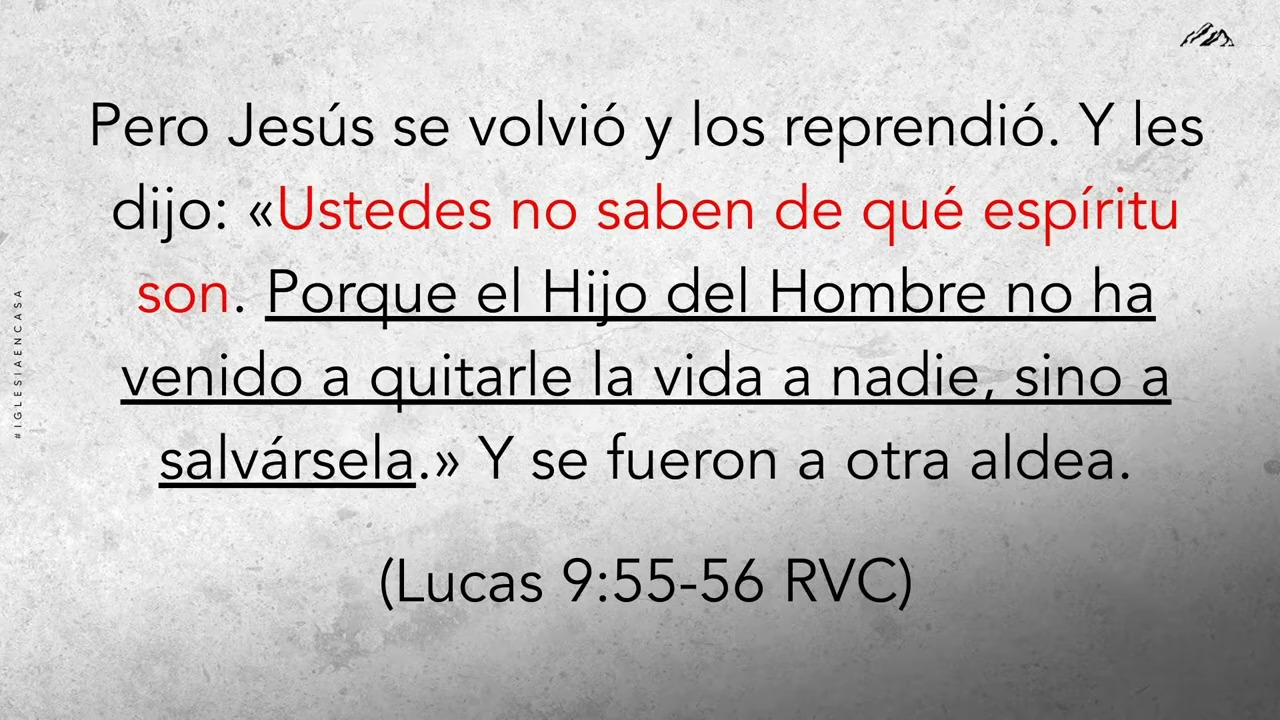 Pero Jesús se volvió y los reprendió. Y les
dijo: «Ustedes no saben de qué espíritu
son. Porque el Hijo del Hombre no ha
venido a quitarle la vida a nadie, sino a
salvársela.» Y se fueron a otra aldea.
(Lucas 9:55-56 RVC)
#IGLESIAENCASA